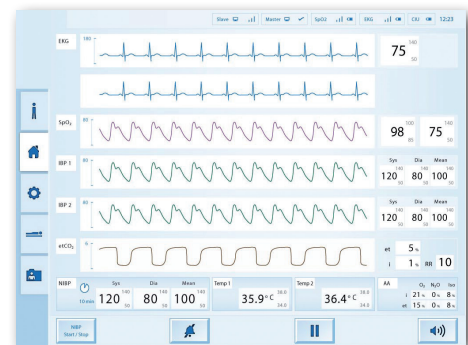 Slave Master SpO2 EKG CIU 12:23
EKG 100 75 140 50
SpO₂ 80 98 100 85 75 140 50
IBP 1 80 Sys Dia Mean
120 140 50 80 140 50 100 140 50
IBP 2 80 Sys Dia Mean
120 140 50 80 140 50 100 140 50
etCO₂ 6 et 5 %
i 1 % RR 10
NIBP Sys Dia Mean Temp 1 Temp 2 AA O₂ N₂O Iso
10 min 120 140 50 80 140 50 100 140 50 35.9° C 38.0 34.0 36.4° C 38.0 34.0 i 21 % 0 % 8 %
et 15 % 0 % 8 %
NIBP
Start / Stop